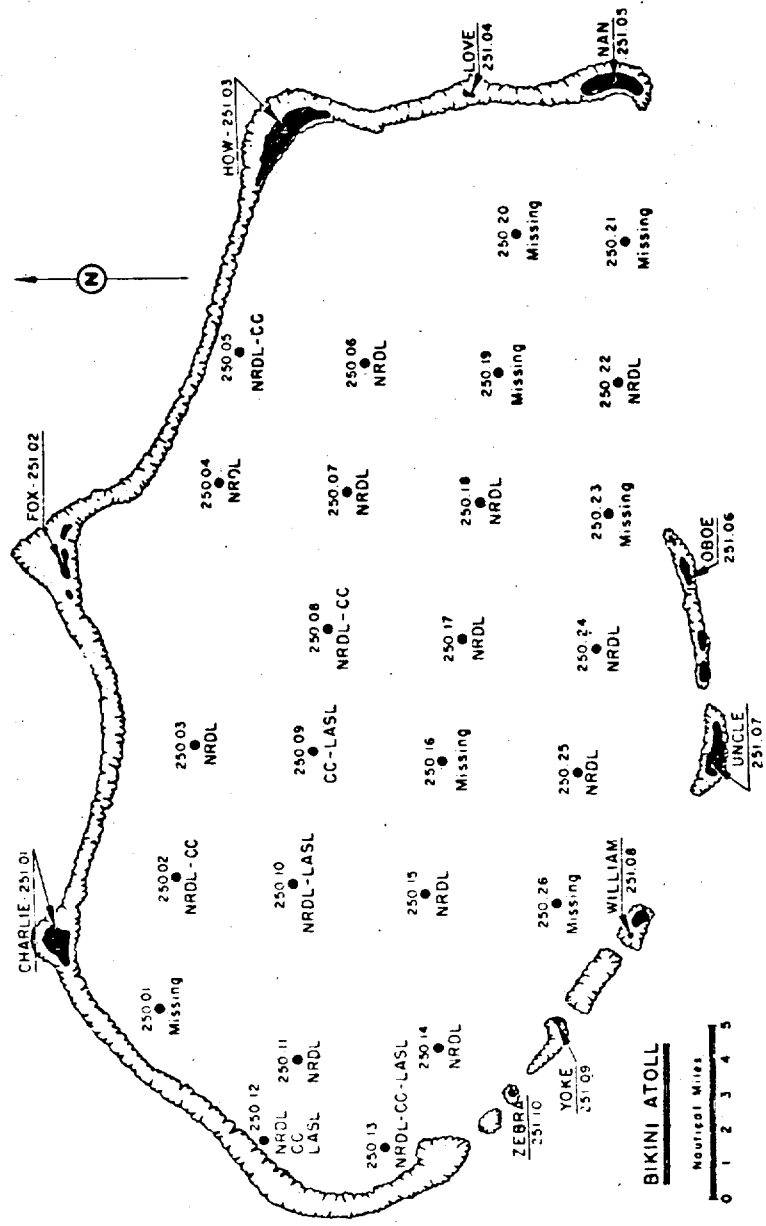 CHARLIE - 251.01
FOX - 251.02
HOW - 251.03
LOVE
251.04
NAN
251.05
N
250.01
Missing
250.02
NRDL-CC
250.03
NRDL
250.04
NRDL
250.05
NRDL-CC
250.06
NRDL
250.07
NRDL
250.08
NRDL-CC
250.09
CC-LASL
250.10
NRDL-LASL
250.11
NRDL
250.12
NRDL
CC
LASL
250.13
NRDL-CC-LASL
250.14
NRDL
250.15
NRDL
250.16
Missing
250.17
NRDL
250.18
NRDL
250.19
Missing
250.20
Missing
250.21
Missing
250.22
NRDL
250.23
Missing
250.24
NRDL
250.25
NRDL
250.26
Missing
OBOE
251.06
UNCLE
251.07
WILLIAM
251.08
YOKE
251.09
ZEBRA
251.10
BIKINI ATOLL
Nautical Miles
0 1 2 3 4 5